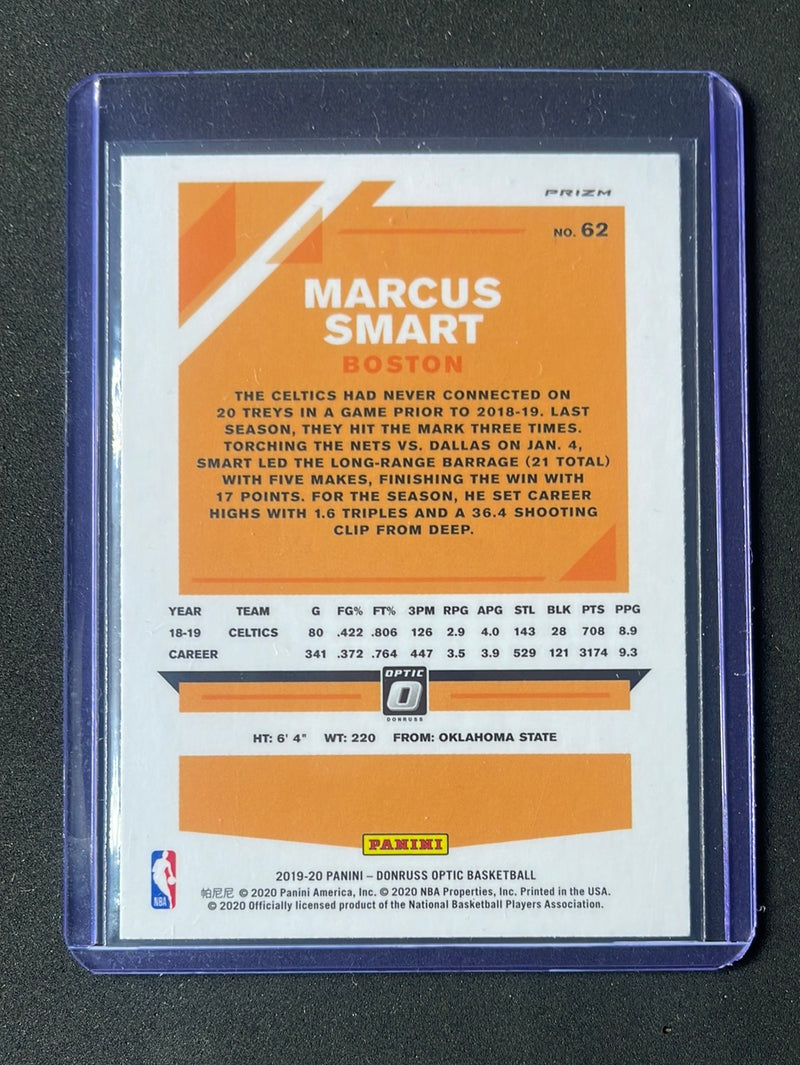 PRIZM
NO. 62
MARCUS
SMART
BOSTON
THE CELTICS HAD NEVER CONNECTED ON
20 TREYS IN A GAME PRIOR TO 2018-19. LAST
SEASON, THEY HIT THE MARK THREE TIMES.
TORCHING THE NETS VS. DALLAS ON JAN. 4,
SMART LED THE LONG-RANGE BARRAGE (21 TOTAL)
WITH FIVE MAKES, FINISHING THE WIN WITH
17 POINTS. FOR THE SEASON, HE SET CAREER
HIGHS WITH 1.6 TRIPLES AND A 36.4 SHOOTING
CLIP FROM DEEP.
YEAR TEAM G FG% FT% 3PM RPG APG STL BLK PTS PPG
18-19 CELTICS 80 .422 .806 126 2.9 4.0 143 28 708 8.9
CAREER 341 .372 .764 447 3.5 3.9 529 121 3174 9.3
OPTIC
O
DONRUSS
HT: 6' 4" WT: 220 FROM: OKLAHOMA STATE
PANINI
2019-20 PANINI – DONRUSS OPTIC BASKETBALL
帕尼尼 © 2020 Panini America, Inc. © 2020 NBA Properties, Inc. Printed in the USA.
© 2020 Officially licensed product of the National Basketball Players Association.
NBA